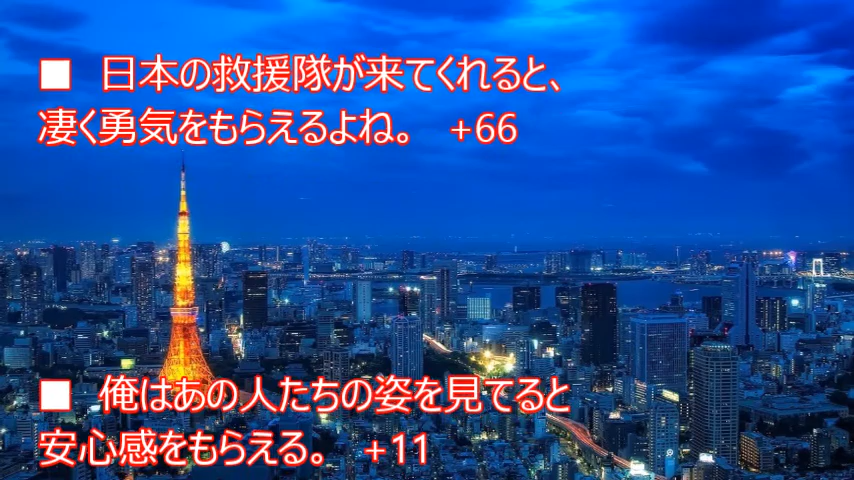 ■ 日本の救援隊が来てくれると、
凄く勇気をもらえるよね。 +66
■ 俺はあの人たちの姿を見てると
安心感をもらえる。 +11